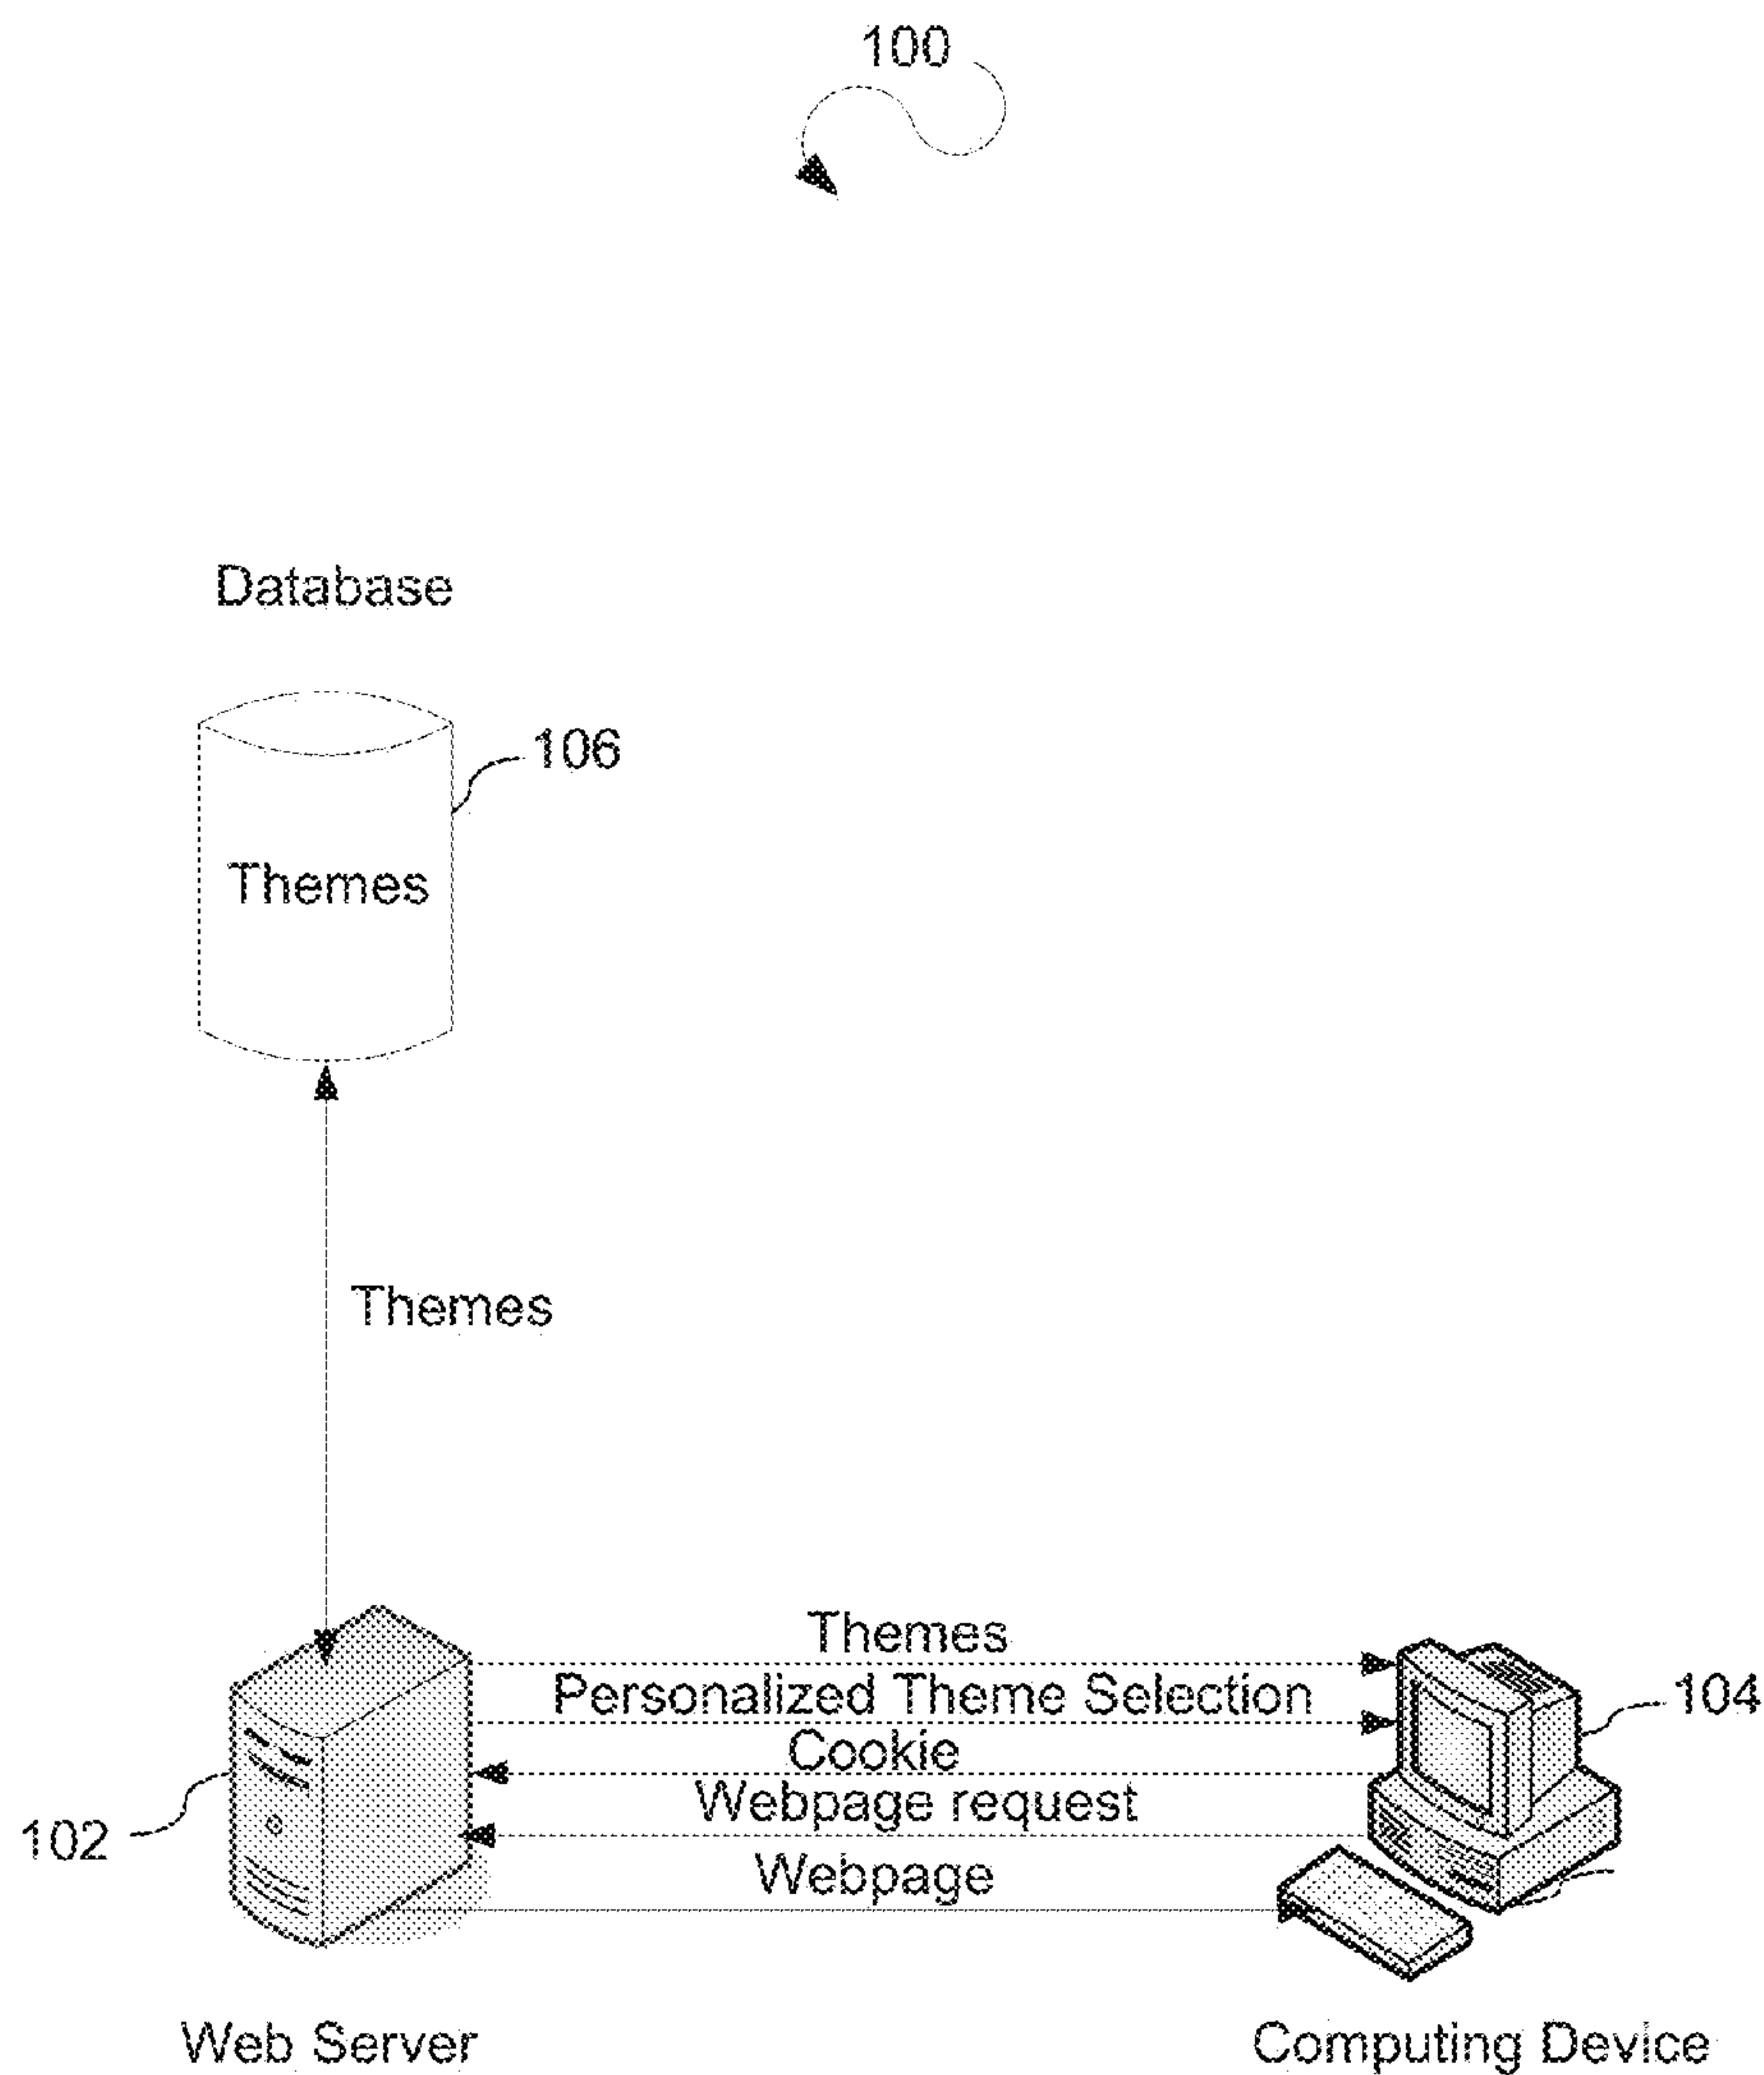 100
Database
106
Themes
Themes
Themes
Personalized Theme Selection
104
Cookie
Webpage request
102
Webpage
Web Server
Computing Device